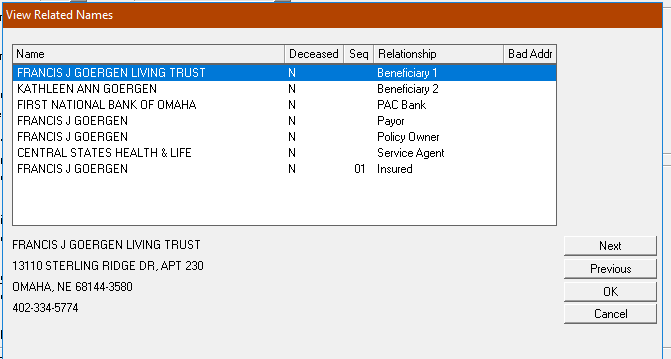 View Related Names
Name Deceased Seq Relationship Bad Addr
FRANCIS J GOERGEN LIVING TRUST N Beneficiary 1
KATHLEEN ANN GOERGEN N Beneficiary 2
FIRST NATIONAL BANK OF OMAHA N PAC Bank
FRANCIS J GOERGEN N Payor
FRANCIS J GOERGEN N Policy Owner
CENTRAL STATES HEALTH & LIFE N Service Agent
FRANCIS J GOERGEN N 01 Insured
FRANCIS J GOERGEN LIVING TRUST
13110 STERLING RIDGE DR, APT 230
OMAHA, NE 68144-3580
402-334-5774
Next
Previous
OK
Cancel